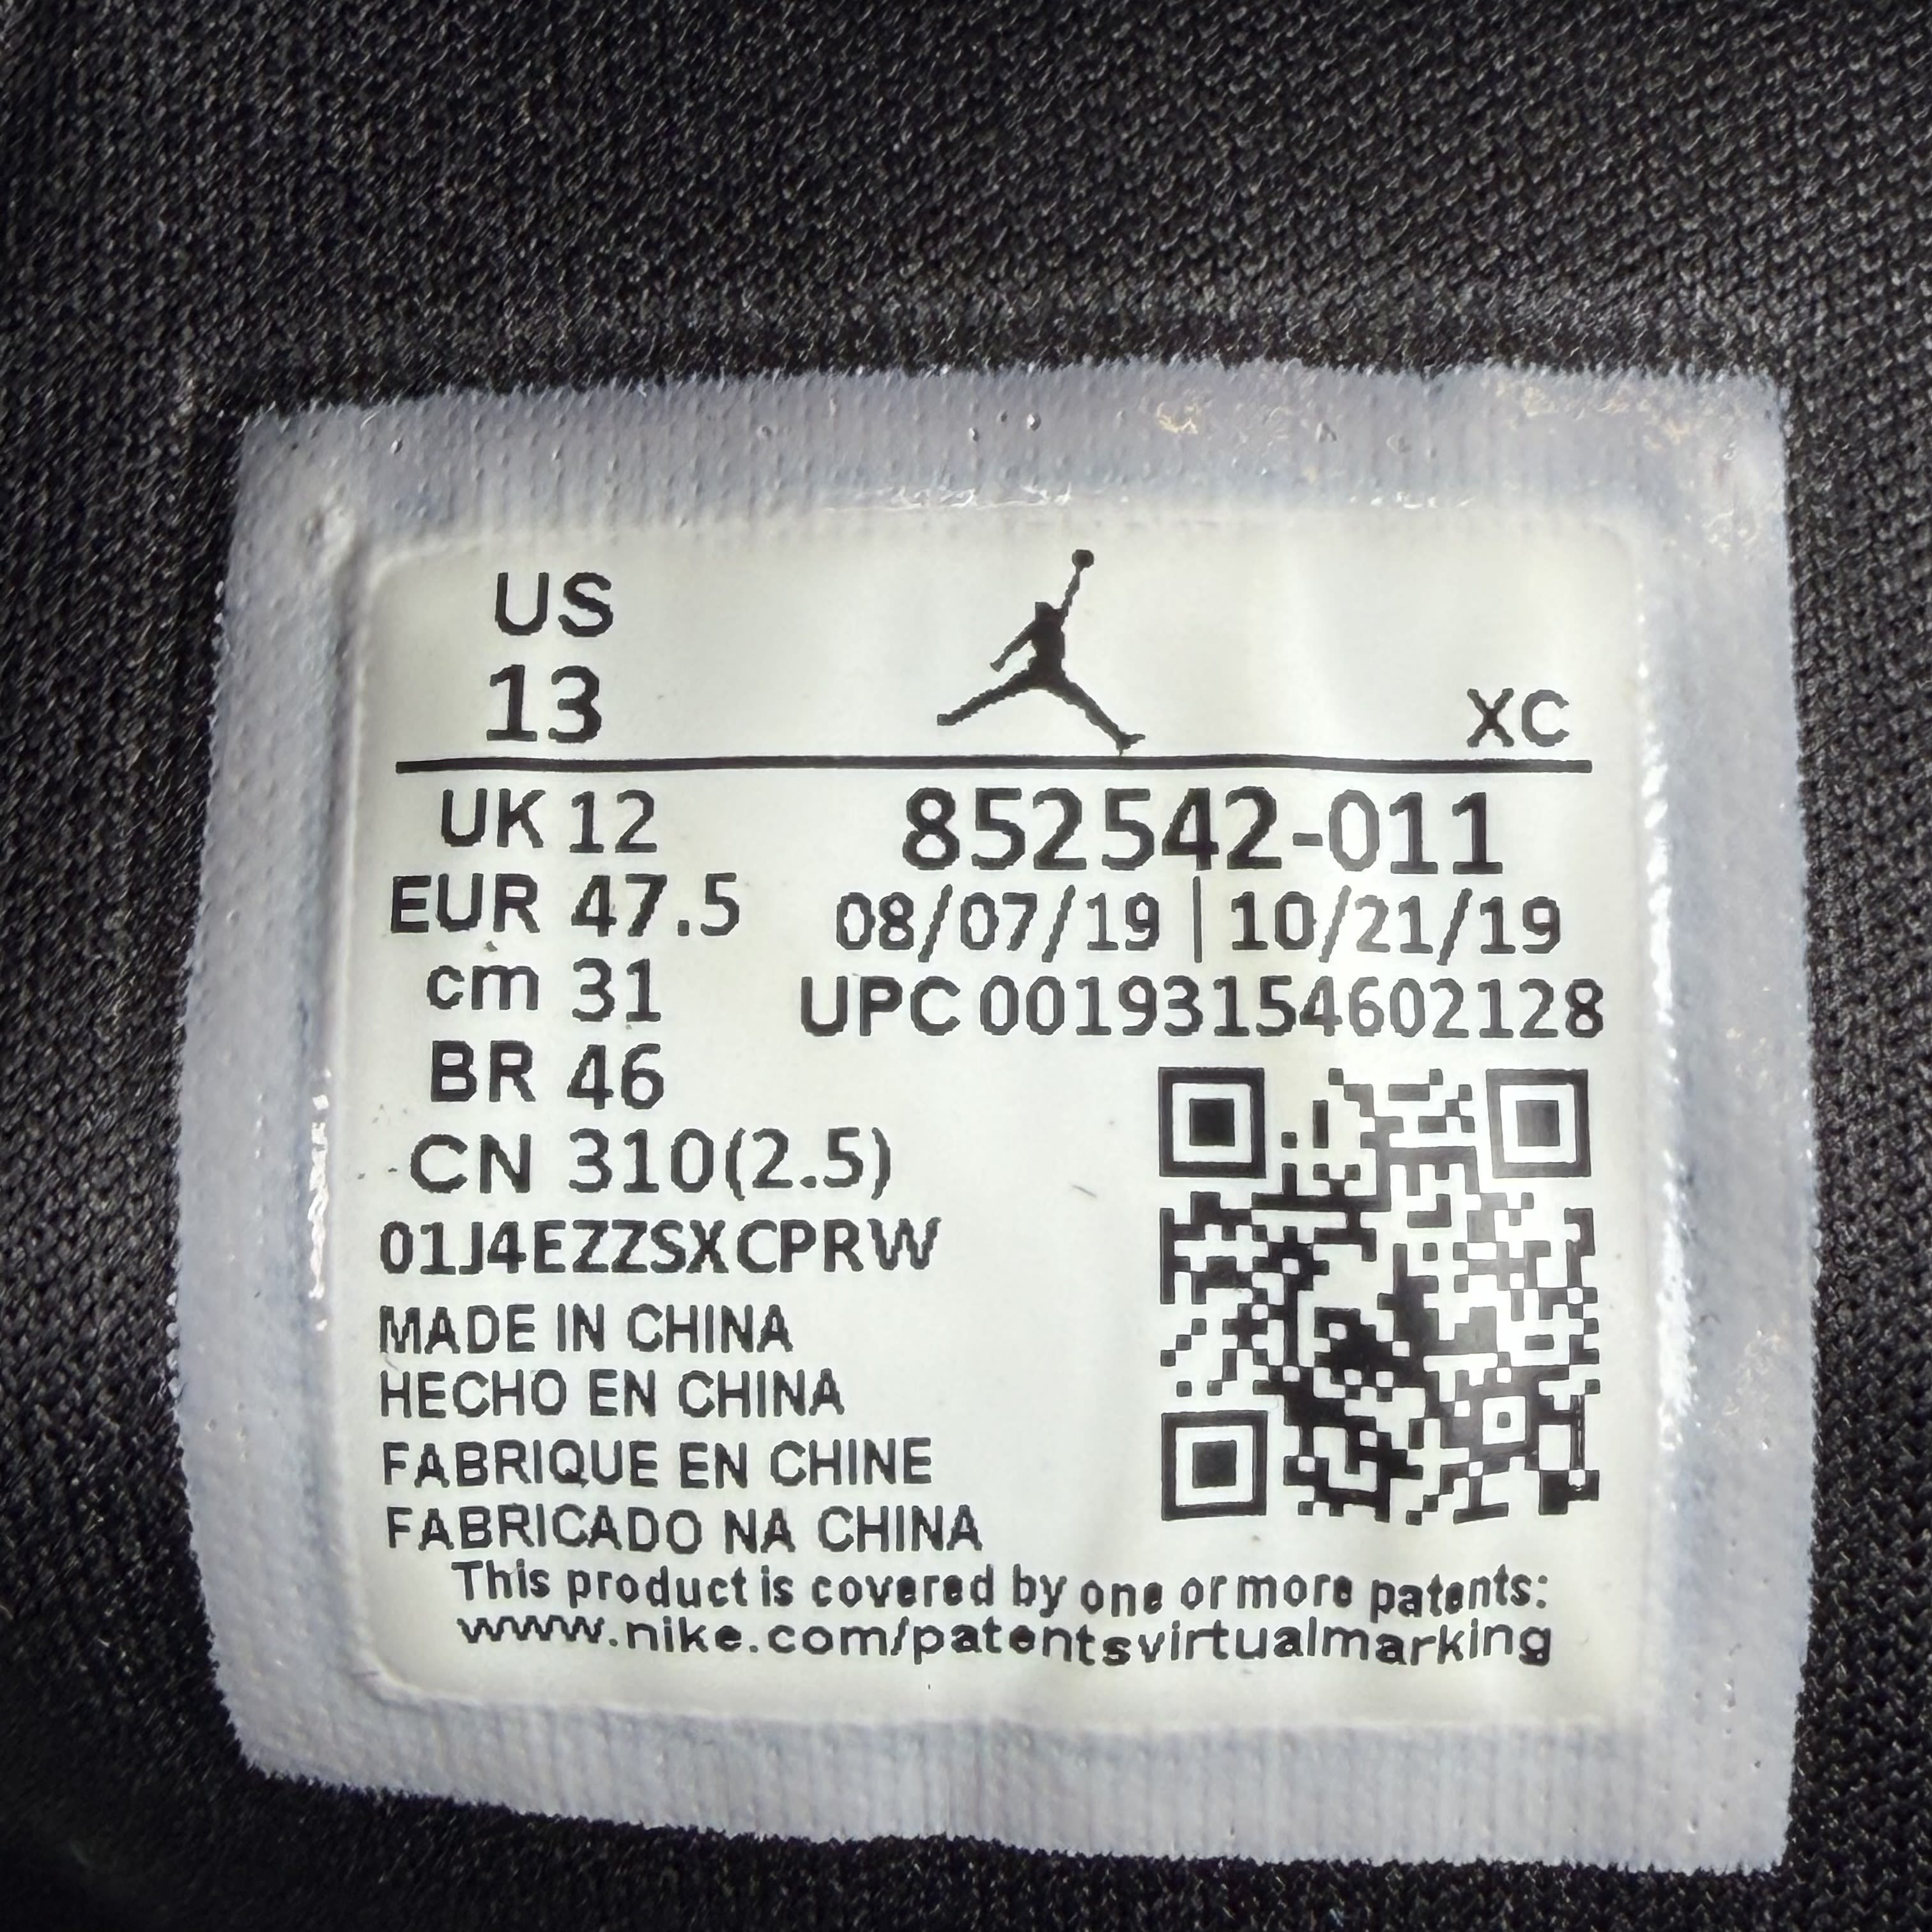 US
13
XC
UK 12
852542-011
EUR 47.5
08/07/19 | 10/21/19
cm 31
UPC 00193154602128
BR 46
CN 310(2.5)
01J4EZZSXCPRW
MADE IN CHINA
HECHO EN CHINA
FABRIQUE EN CHINE
FABRICADO NA CHINA
This product is covered by one or more patents:
www.nike.com/patentsvirtualmarking